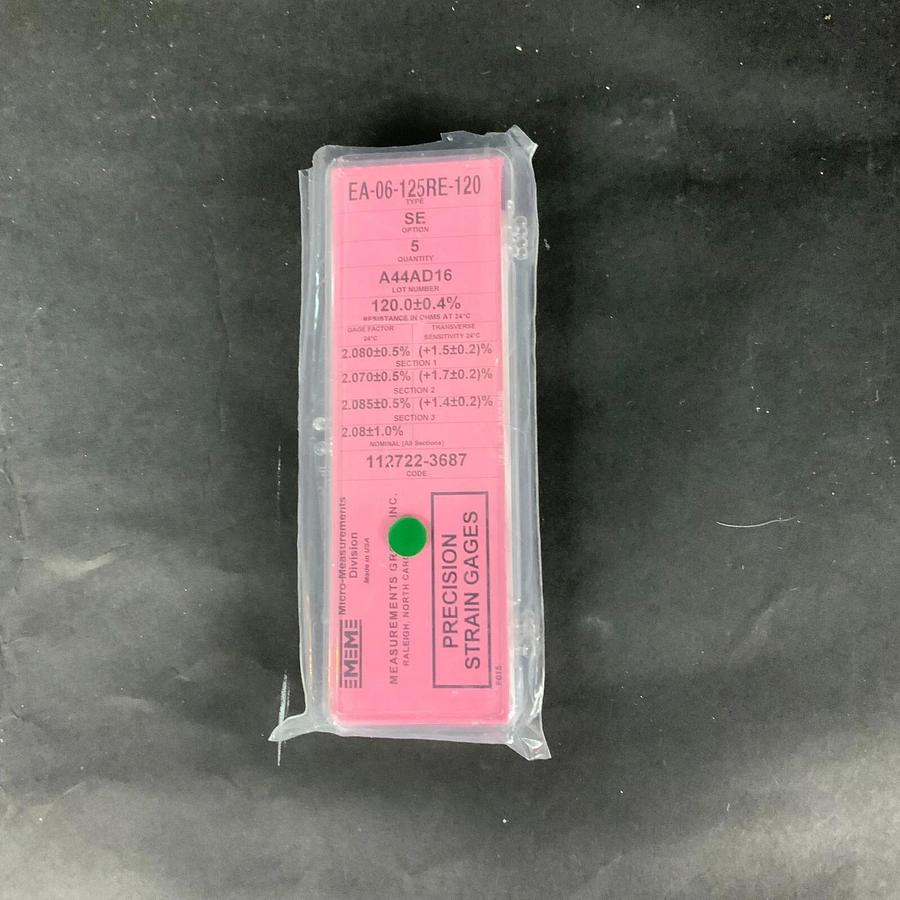 EA-06-125RE-120
TYPE
SE
OPTION
5
QUANTITY
A44AD16
LOT NUMBER
120.0±0.4%
RESISTANCE IN OHMS AT 24°C
GAGE FACTOR
24°C
TRANSVERSE
SENSITIVITY 24°C
2.080±0.5% (+1.5±0.2)%
SECTION 1
2.070±0.5% (+1.7±0.2)%
SECTION 2
2.085±0.5% (+1.4±0.2)%
SECTION 3
2.08±1.0%
NOMINAL (All Sections)
112722-3687
CODE
Micro-Measurements
Division
Made in USA
MEASUREMENTS INC.
RALEIGH, NORTH
PRECISION
STRAIN GAGES
F015